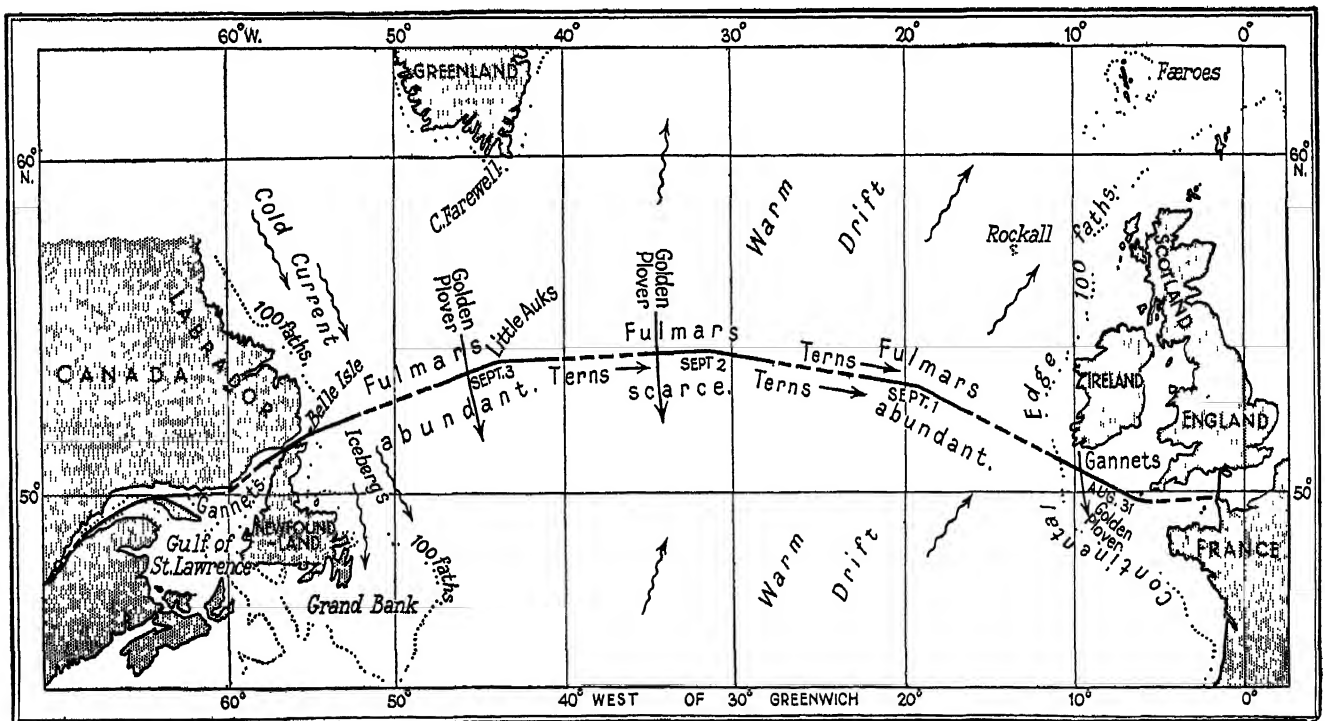 60° W. 50° 40° 30° 20° 10° 0°
GREENLAND
Færoes
60° N.
60° N.
C. Farewell
Cold Current
Warm Drift
Rockall
100 faths.
SCOTLAND
LABRADOR
100 faths
Golden Plover
Little Auks
Golden Plover
Fulmars
Fulmars scarce.
Terns
Fulmars abundant.
CANADA
Belle Isle
Fulmars abundant.
SEPT. 3
Terns
SEPT 2
Terns
SEPT. 1
Edge
IRELAND
ENGLAND
Icebergs
Gannets
50°
Gannets
50°
AUG. 31
Golden Plover
NEWFOUNDLAND
Gulf of St. Lawrence
100 faths
Warm Drift
Continental
FRANCE
Grand Bank
60° 50° 40° WEST OF 30° GREENWICH 20° 10° 0°